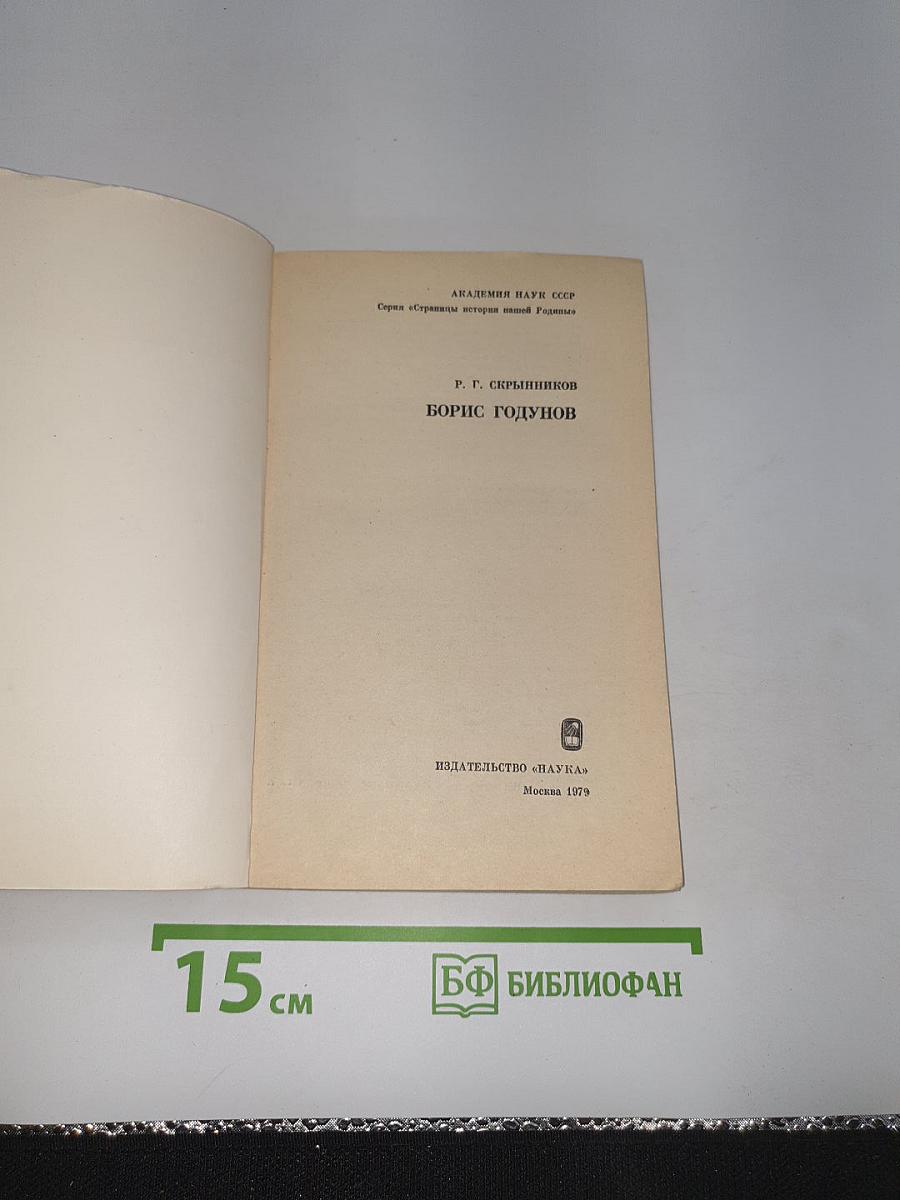 АКАДЕМИЯ НАУК СССР
Серия «Страницы истории нашей Родины»
Р. Г. СКРЫННИКОВ
БОРИС ГОДУНОВ
ИЗДАТЕЛЬСТВО «НАУКА»
Москва 1979
15 см
БФ БИБЛИОФАН